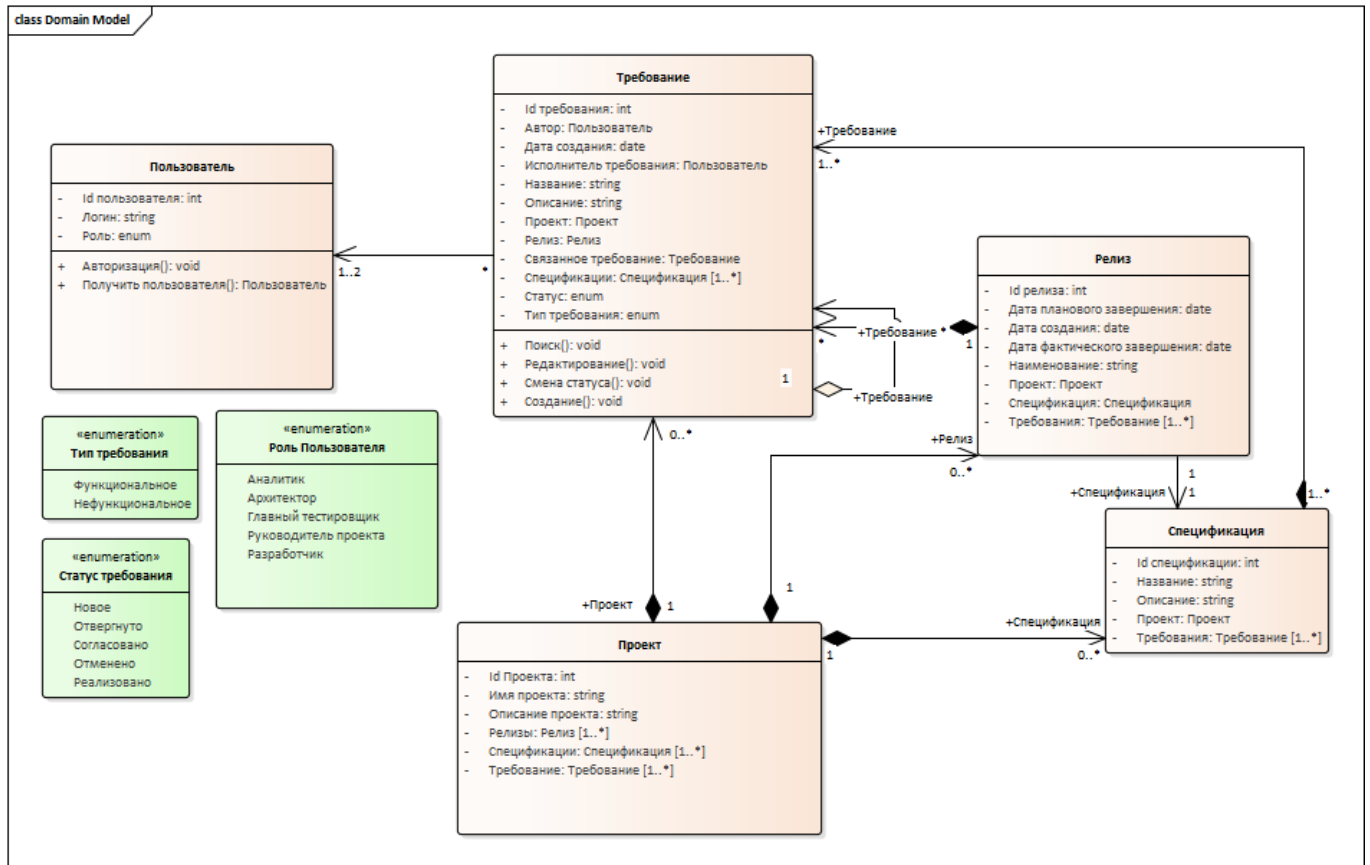 class Domain Model
Требование
- Id требования: int
- Автор: Пользователь
- Дата создания: date
- Исполнитель требования: Пользователь
- Название: string
- Описание: string
- Проект: Проект
- Релиз: Релиз
- Связанное требование: Требование
- Спецификации: Спецификация [1..*]
- Статус: enum
- Тип требования: enum
+ Поиск(): void
+ Редактирование(): void
+ Смена статуса(): void
+ Создание(): void
Пользователь
- Id пользователя: int
- Логин: string
- Роль: enum
+ Авторизация(): void
+ Получить пользователя(): Пользователь
1..2
*
+Требование
1..*
Релиз
- Id релиза: int
- Дата планового завершения: date
- Дата создания: date
- Дата фактического завершения: date
- Наименование: string
- Проект: Проект
- Спецификация: Спецификация
- Требования: Требование [1..*]
+Требование *
*
1
1
+Требование
«enumeration»
Тип требования
Функциональное
Нефункциональное
«enumeration»
Роль Пользователя
Аналитик
Архитектор
Главный тестировщик
Руководитель проекта
Разработчик
«enumeration»
Статус требования
Новое
Отвергнуто
Согласовано
Отменено
Реализовано
0..*
+Релиз
0..*
1
+Спецификация
1
1..*
Спецификация
- Id спецификации: int
- Название: string
- Описание: string
- Проект: Проект
- Требования: Требование [1..*]
+Проект
1
1
+Спецификация
1
0..*
Проект
- Id Проекта: int
- Имя проекта: string
- Описание проекта: string
- Релизы: Релиз [1..*]
- Спецификации: Спецификация [1..*]
- Требование: Требование [1..*]